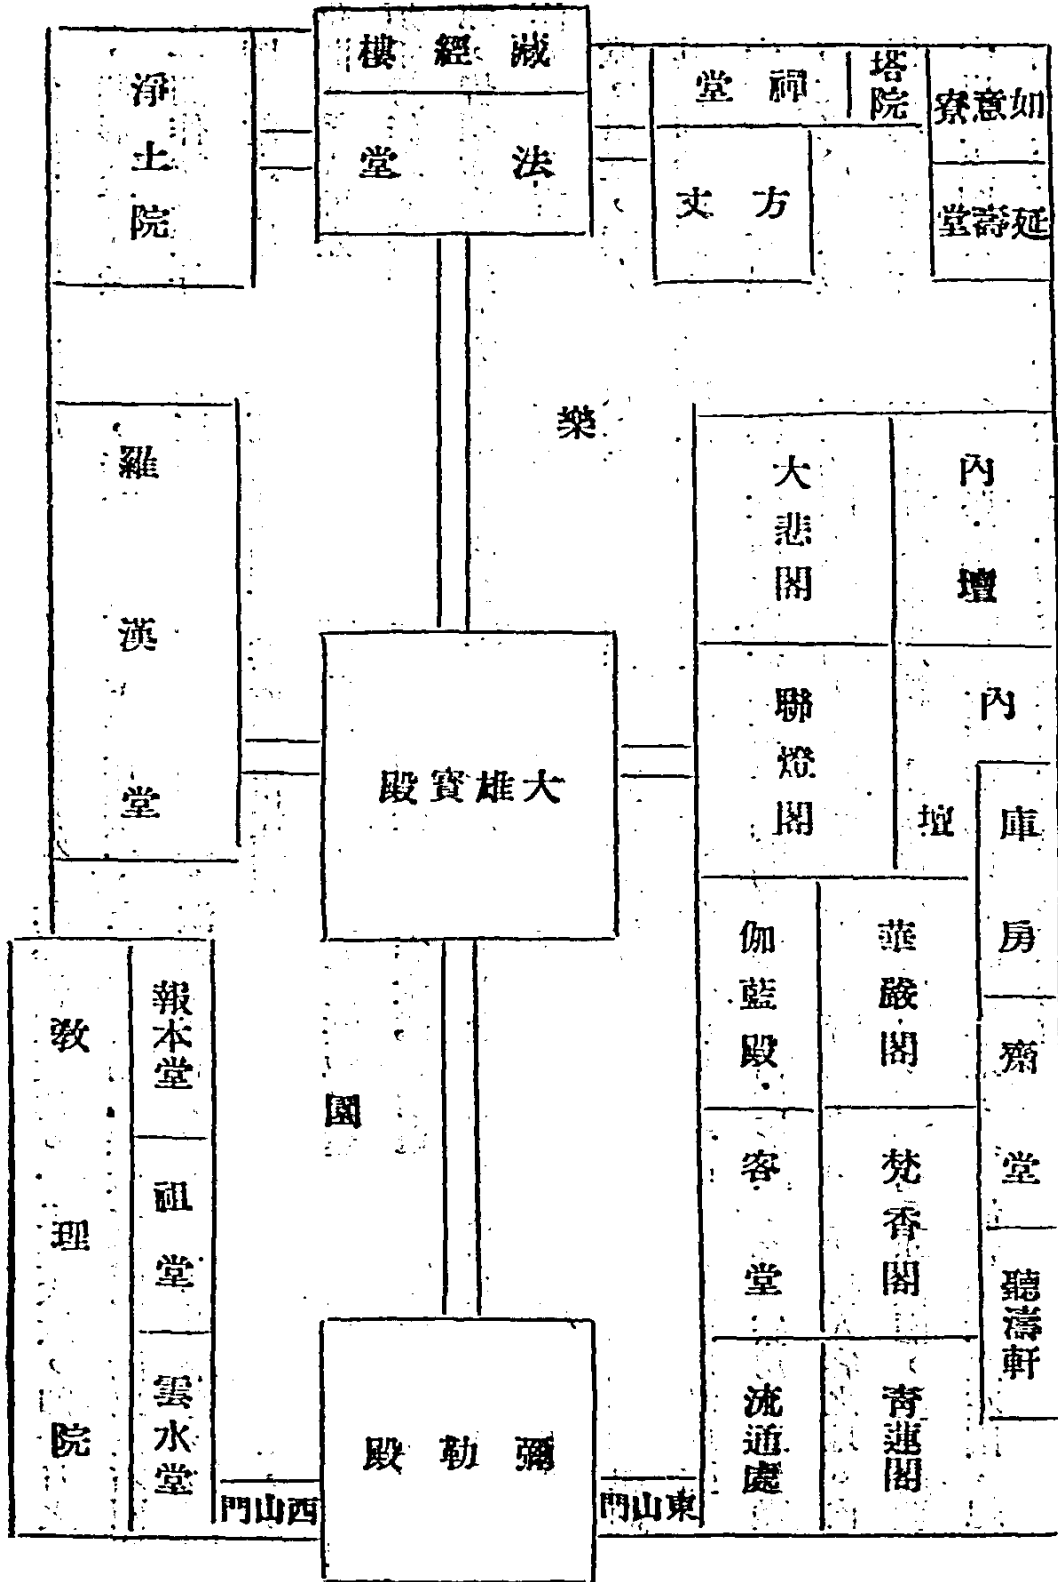 藏經樓
法堂
淨土院
祠堂
塔院
如意寮
方丈
延壽堂
樂
羅漢堂
大悲閣
內壇
大雄寶殿
聯燈閣
內壇
庫房
伽藍殿
華嚴閣
教理院
報本堂
園
齋堂
祖堂
客堂
梵香閣
聽濤軒
雲水堂
彌勒殿
流通處
青蓮閣
西山門
東山門